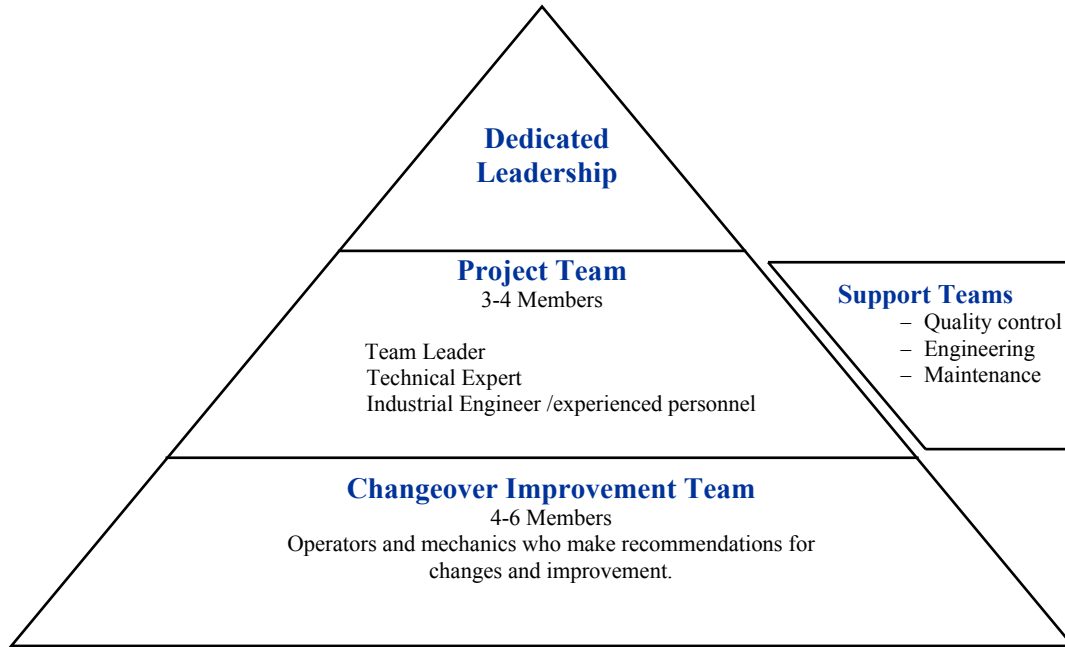 Dedicated
Leadership
Project Team
3-4 Members
Team Leader
Technical Expert
Industrial Engineer /experienced personnel
Support Teams
– Quality control
– Engineering
– Maintenance
Changeover Improvement Team
4-6 Members
Operators and mechanics who make recommendations for
changes and improvement.